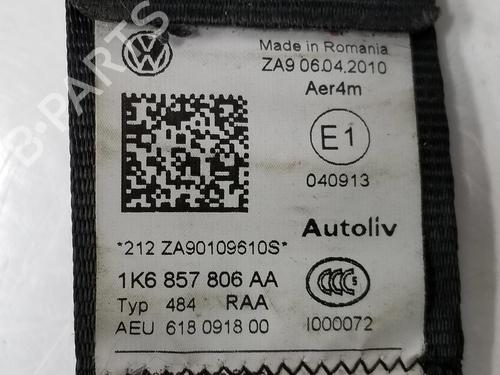 Made in Romania
ZA9 06.04.2010
Aer4m
E1
040913
*212 ZA90109610S*
Autoliv
1K6 857 806 AA
Typ 484 RAA
CCC S
AEU 618 0918 00
I000072
B-PARTS